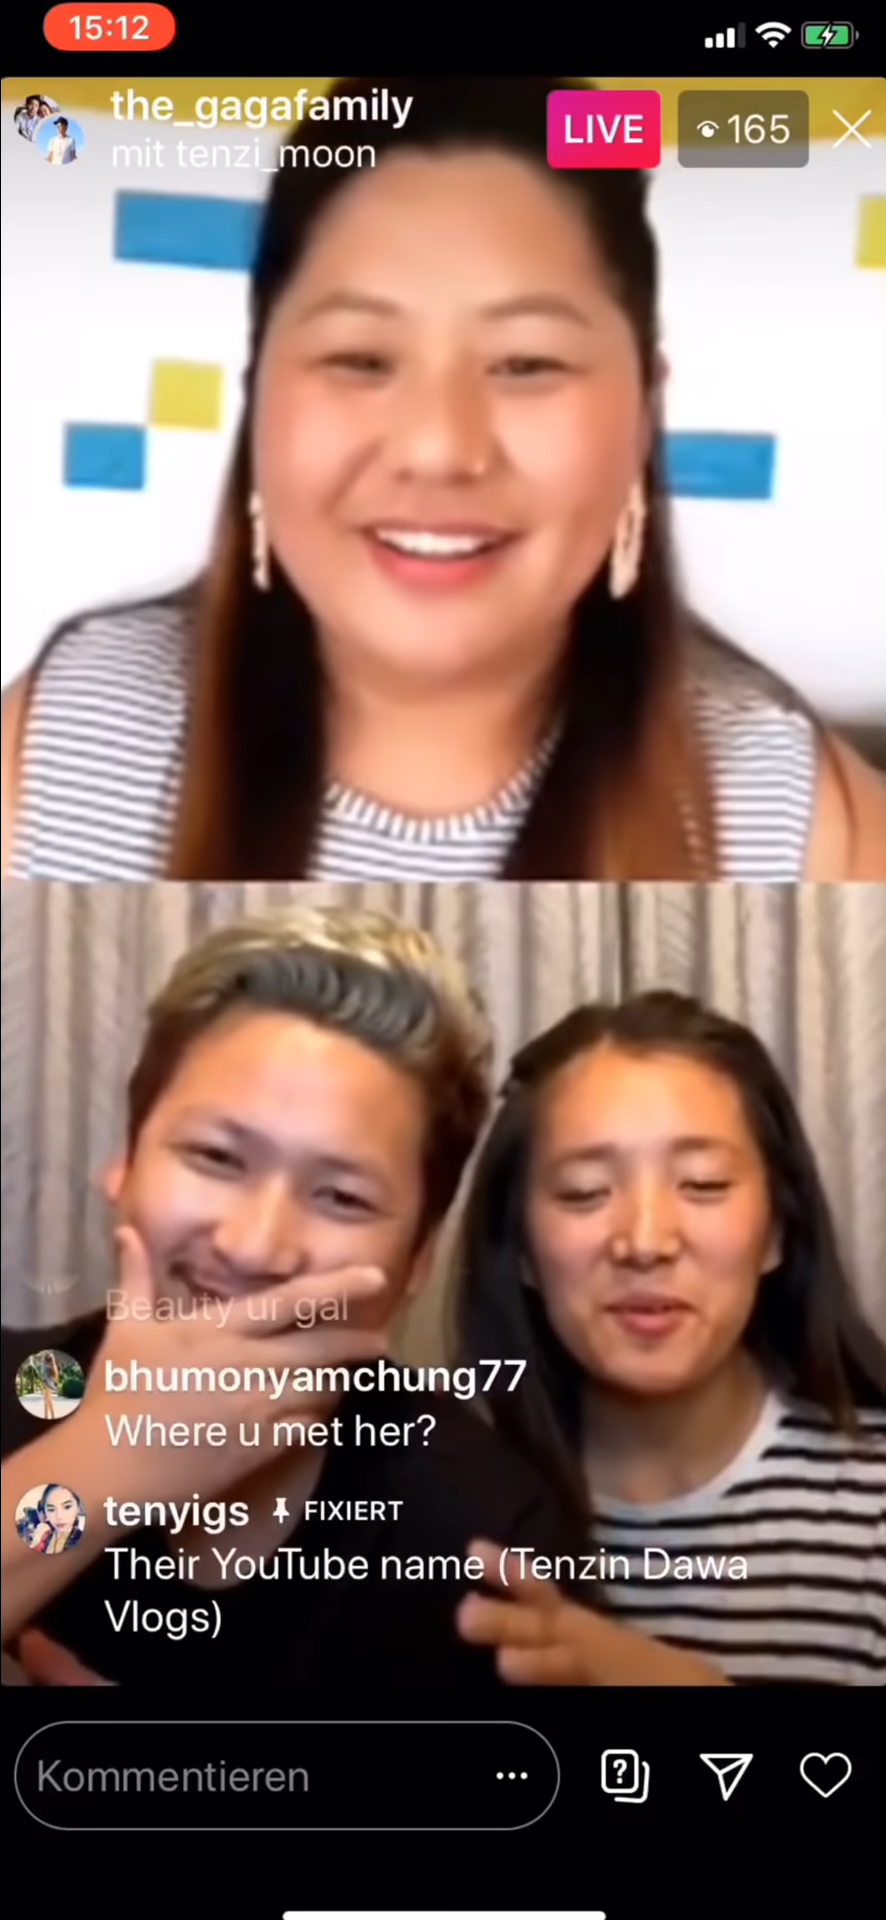 15:12
the_gagafamily
mit tenzi_moon
LIVE
165
Beauty ur gal
bhumonyamchung77
Where u met her?
tenyigs FIXIERT
Their YouTube name (Tenzin Dawa
Vlogs)
Kommentieren